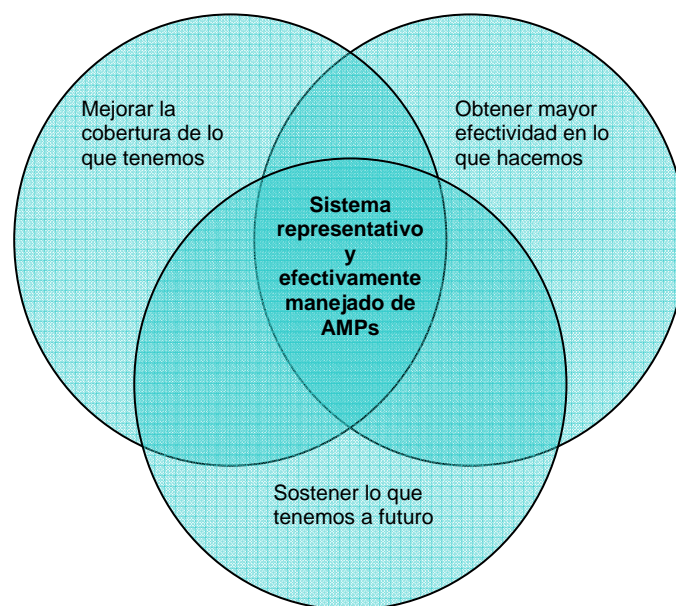 Mejorar la
cobertura de lo
que tenemos
Obtener mayor
efectividad en lo
que hacemos
Sistema
representativo
y
efectivamente
manejado de
AMPs
Sostener lo que
tenemos a futuro